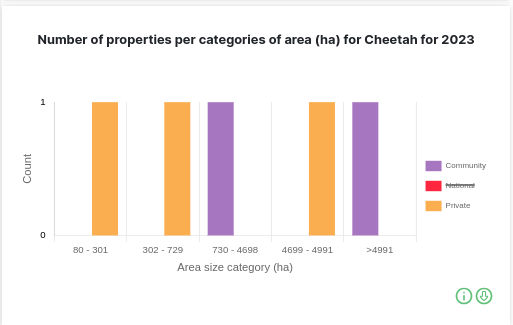 Number of properties per categories of area (ha) for Cheetah for 2023
1
Count
0
Community
National
Private
80 - 301
302 - 729
730 - 4698
4699 - 4991
>4991
Area size category (ha)